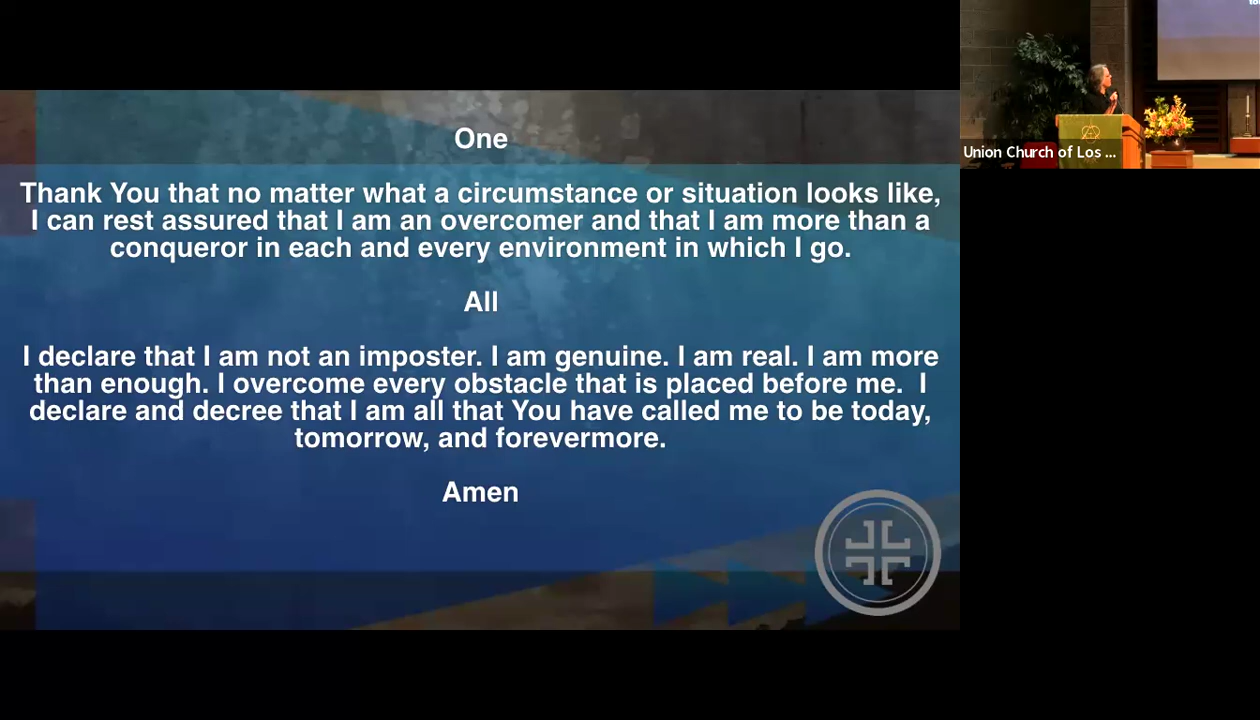 One
Thank You that no matter what a circumstance or situation looks like,
I can rest assured that I am an overcomer and that I am more than a
conqueror in each and every environment in which I go.
All
I declare that I am not an imposter. I am genuine. I am real. I am more
than enough. I overcome every obstacle that is placed before me.  I
declare and decree that I am all that You have called me to be today,
tomorrow, and forevermore.
Amen
Union Church of Los ...